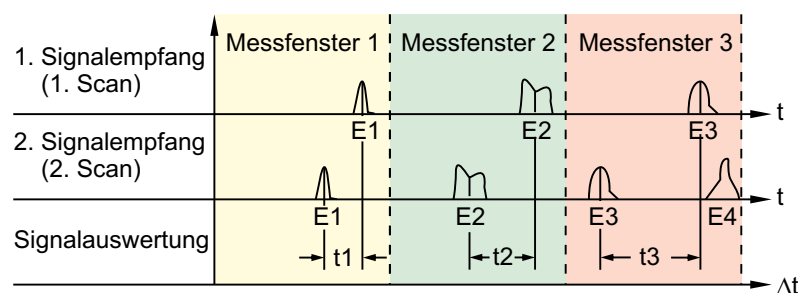 Messfenster 1 Messfenster 2 Messfenster 3
1. Signalempfang
(1. Scan)
t
E1 E2 E3
2. Signalempfang
(2. Scan)
t
E1 E2 E3 E4
Signalauswertung
t1 t2 t3
Δt